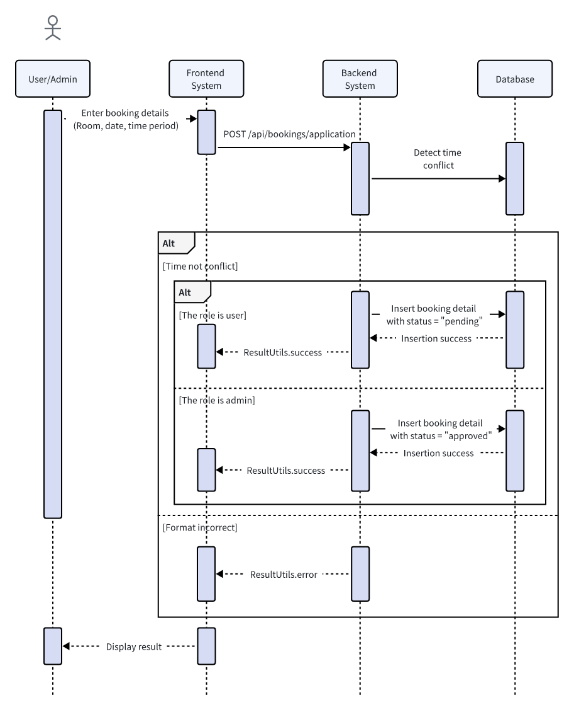 User/Admin
Frontend
System
Backend
System
Database
Enter booking details
(Room, date, time period)
POST /api/bookings/application
Detect time
conflict
Alt
[Time not conflict]
Alt
[The role is user]
Insert booking detail
with status = "pending"
Insertion success
ResultUtils.success
[The role is admin]
Insert booking detail
with status = "approved"
Insertion success
ResultUtils.success
[Format incorrect]
ResultUtils.error
Display result